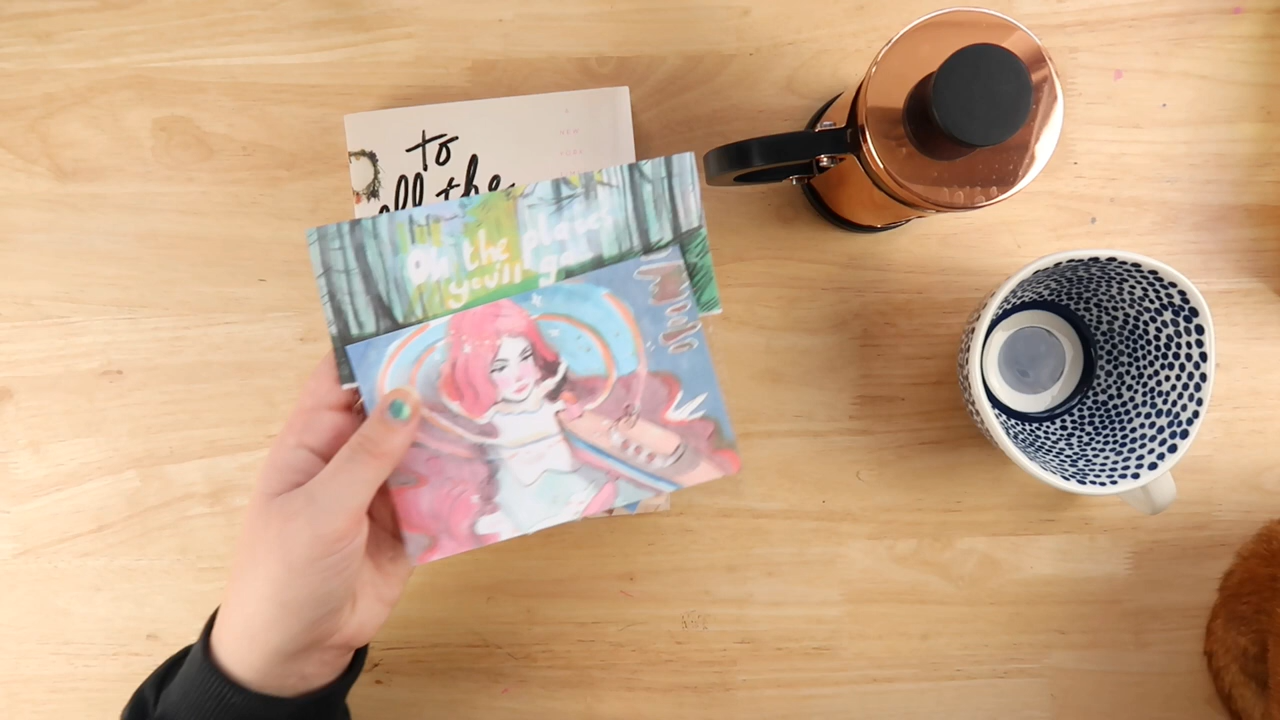 to
all the
Oh, the places
you'll go